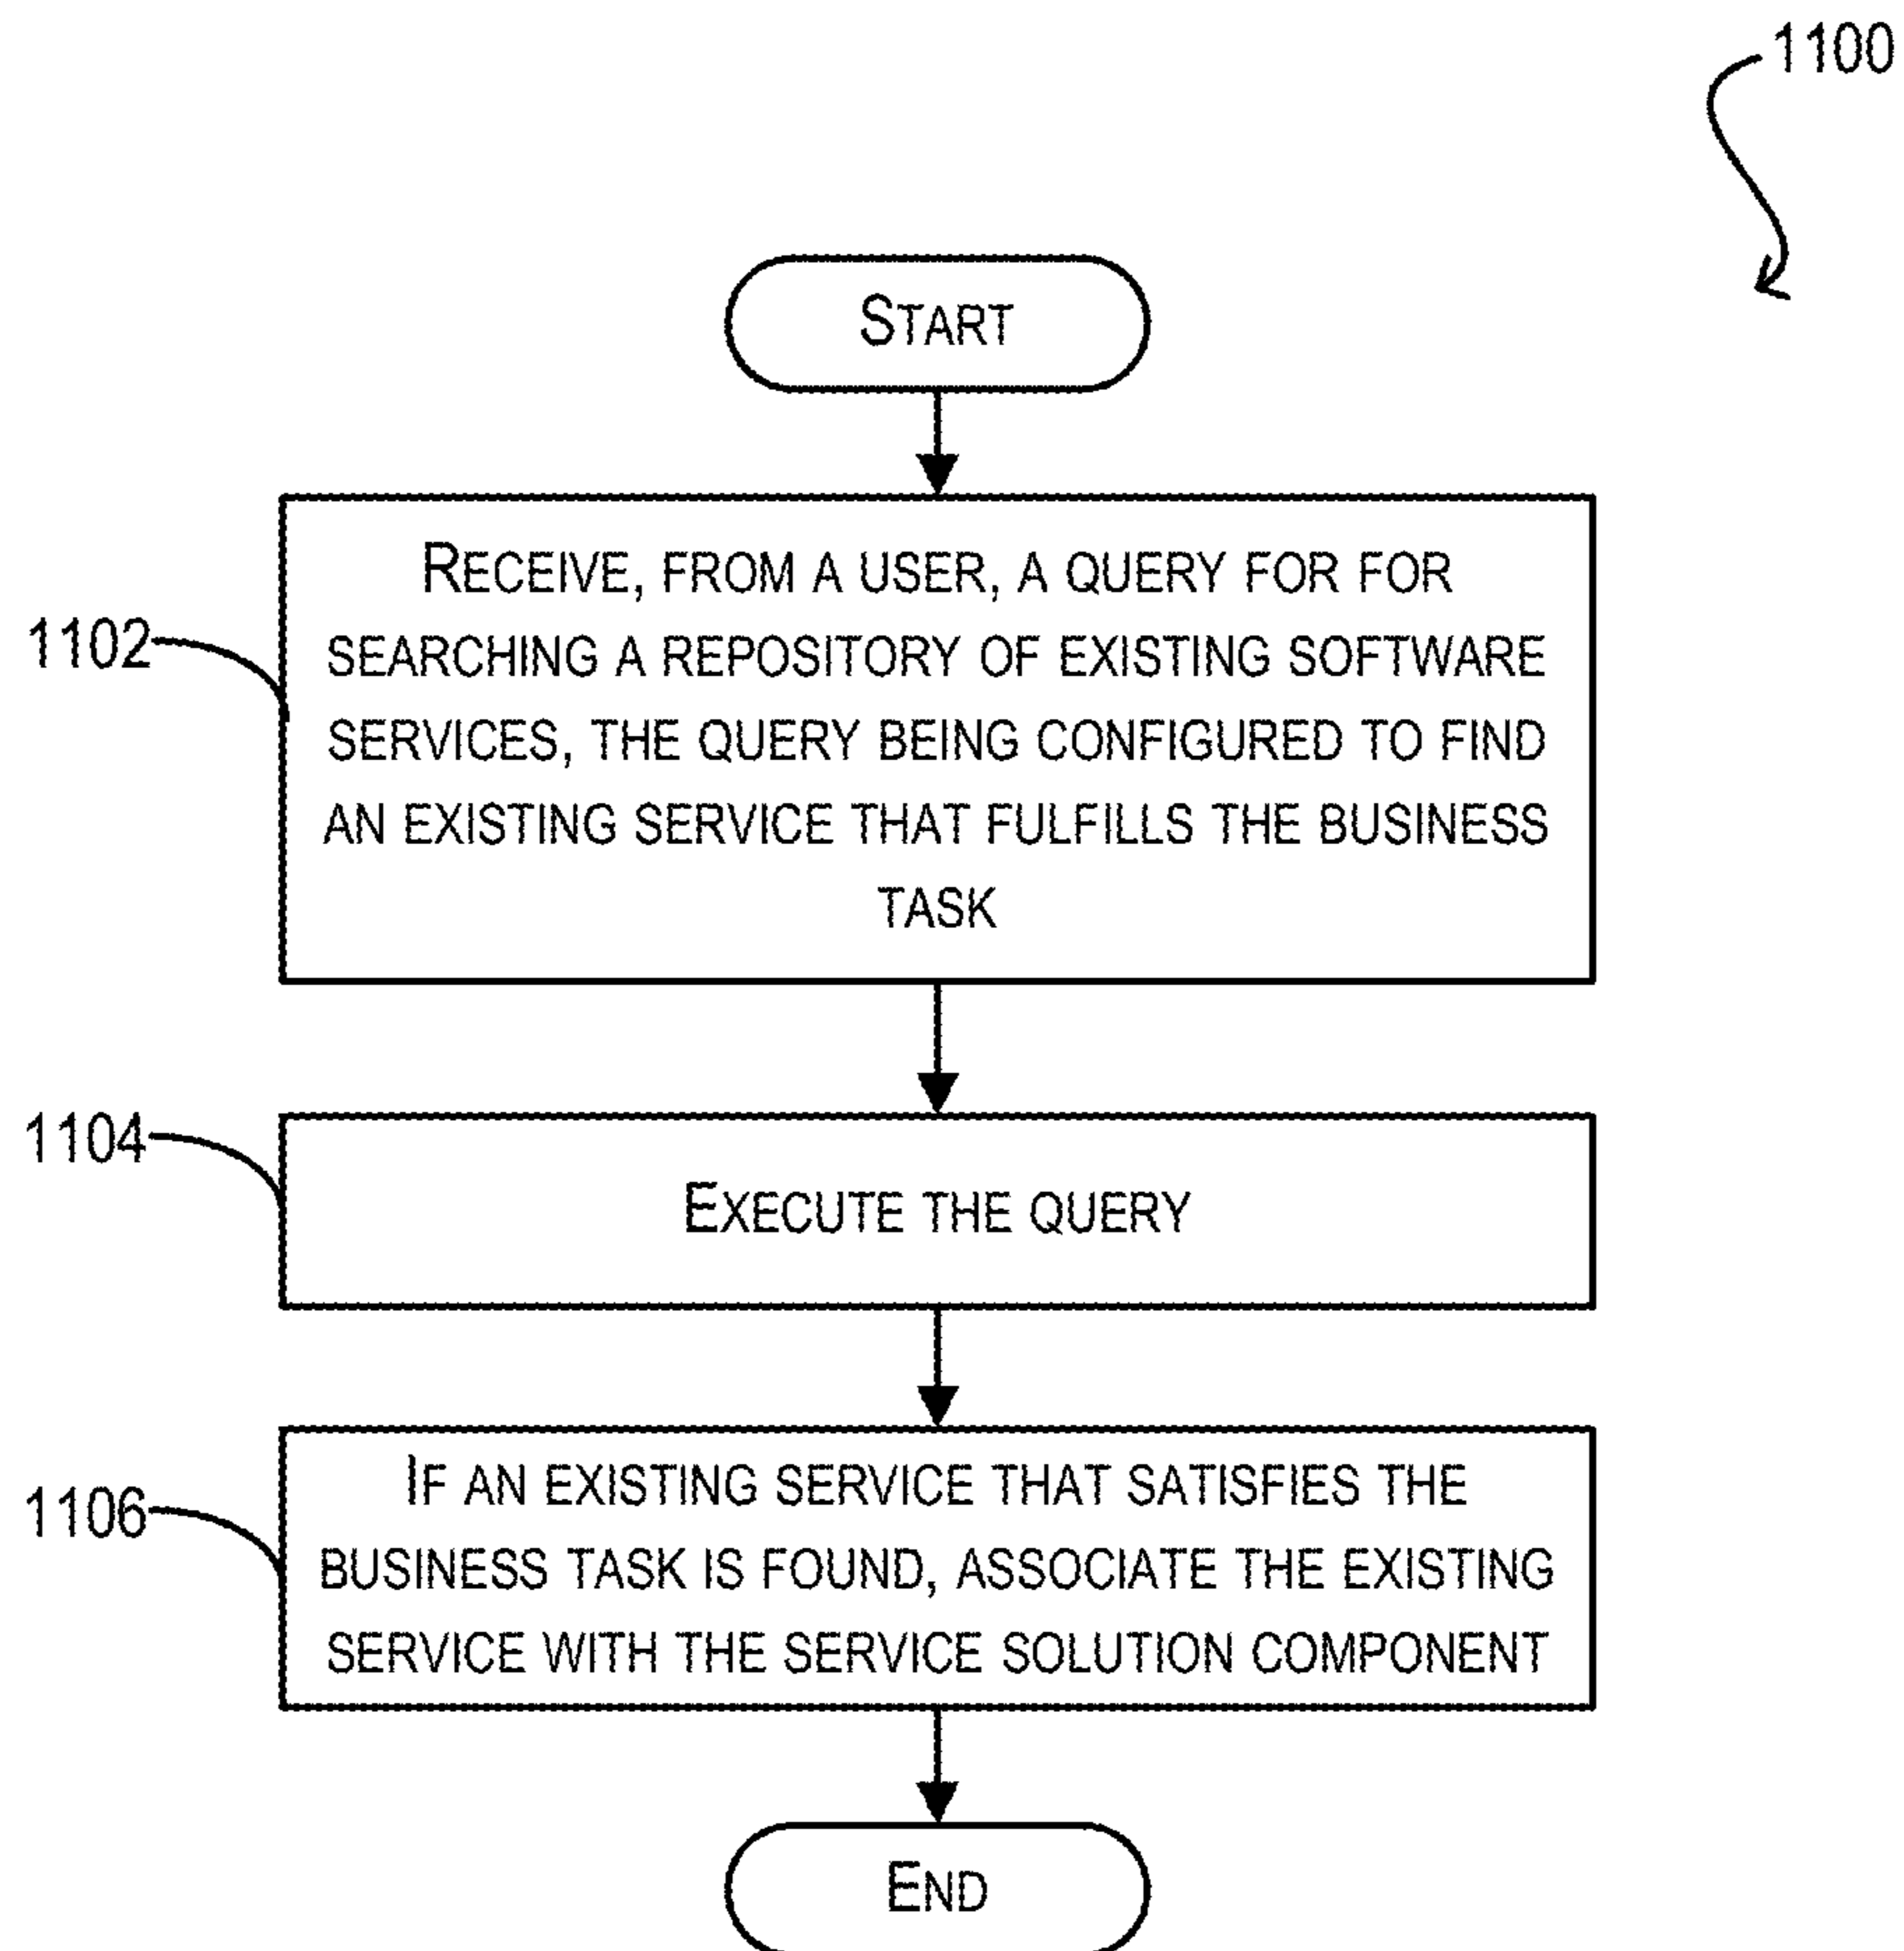 1100
START
1102
RECEIVE, FROM A USER, A QUERY FOR FOR
SEARCHING A REPOSITORY OF EXISTING SOFTWARE
SERVICES, THE QUERY BEING CONFIGURED TO FIND
AN EXISTING SERVICE THAT FULFILLS THE BUSINESS
TASK
1104
EXECUTE THE QUERY
1106
IF AN EXISTING SERVICE THAT SATISFIES THE
BUSINESS TASK IS FOUND, ASSOCIATE THE EXISTING
SERVICE WITH THE SERVICE SOLUTION COMPONENT
END